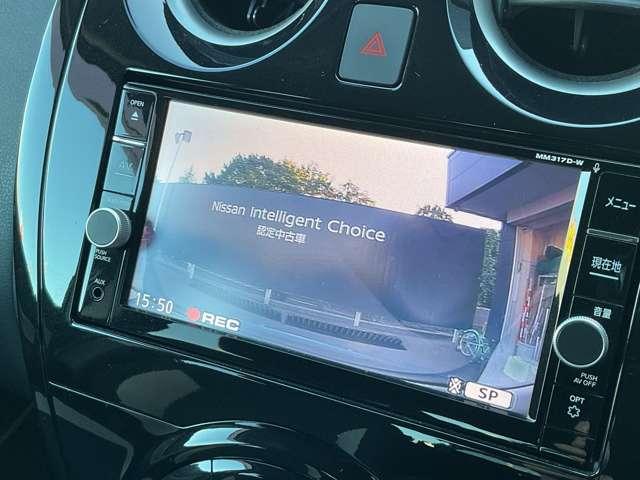 OPEN
AV
PUSH
SOURCE
AUX
MM317D-W
Nissan Intelligent Choice
認定中古車
15:50
REC
SP
メニュー
現在地
音量
PUSH
AV OFF
OPT